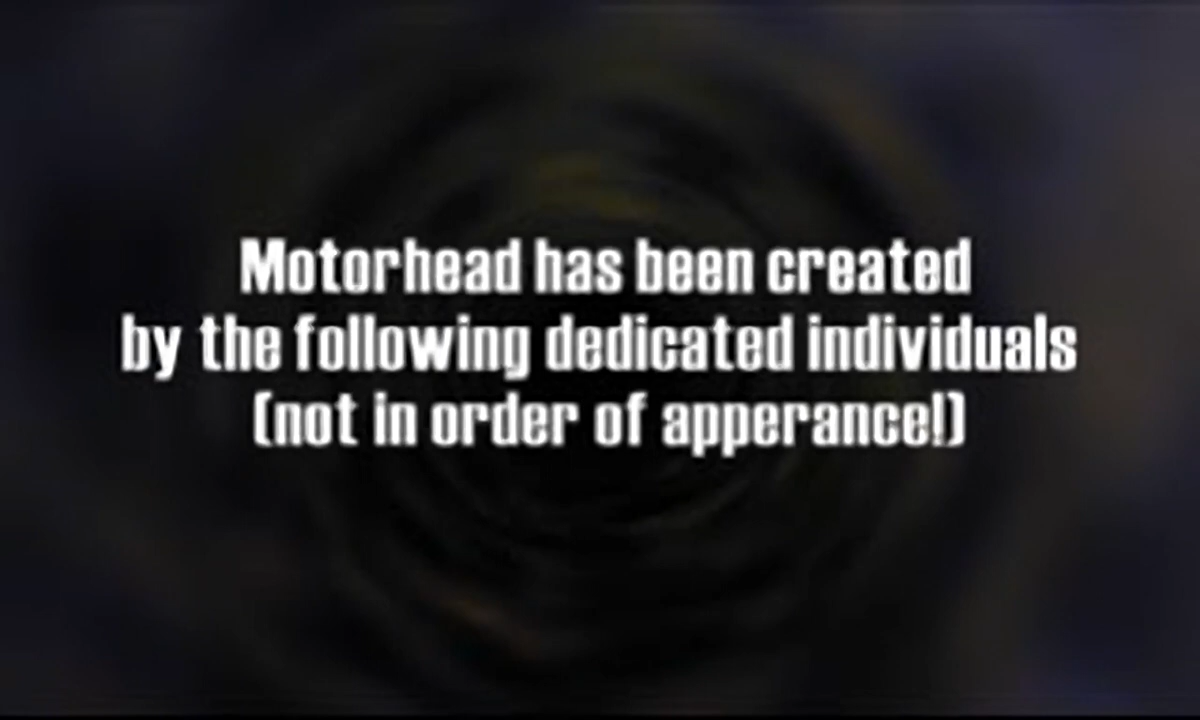 Motorhead has been created
by the following dedicated individuals
(not in order of apperance!)